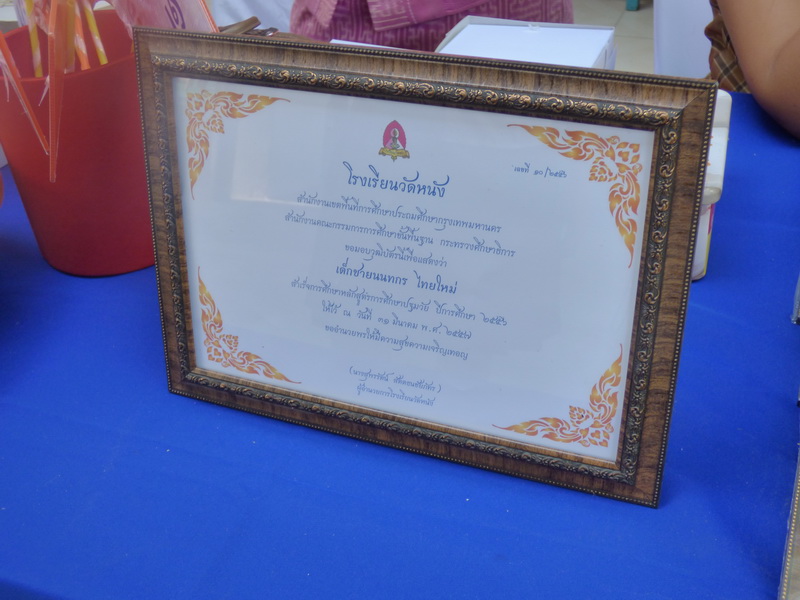 เลขที่ ๑๐/๒๕๕๖
โรงเรียนวัดหนัง
สำนักงานเขตพื้นที่การศึกษาประถมศึกษากรุงเทพมหานคร
สำนักงานคณะกรรมการการศึกษาขั้นพื้นฐาน กระทรวงศึกษาธิการ
ขอมอบวุฒิบัตรนี้เพื่อแสดงว่า
เด็กชายนนทกร ไทยใหม่
สำเร็จการศึกษาหลักสูตรการศึกษาปฐมวัย ปีการศึกษา ๒๕๕๖
ให้ไว้ ณ วันที่ ๓๑ มีนาคม พ.ศ. ๒๕๕๗
ขออำนวยพรให้มีความสุขความเจริญเทอญ
ผู้อำนวยการโรงเรียนวัดหนัง